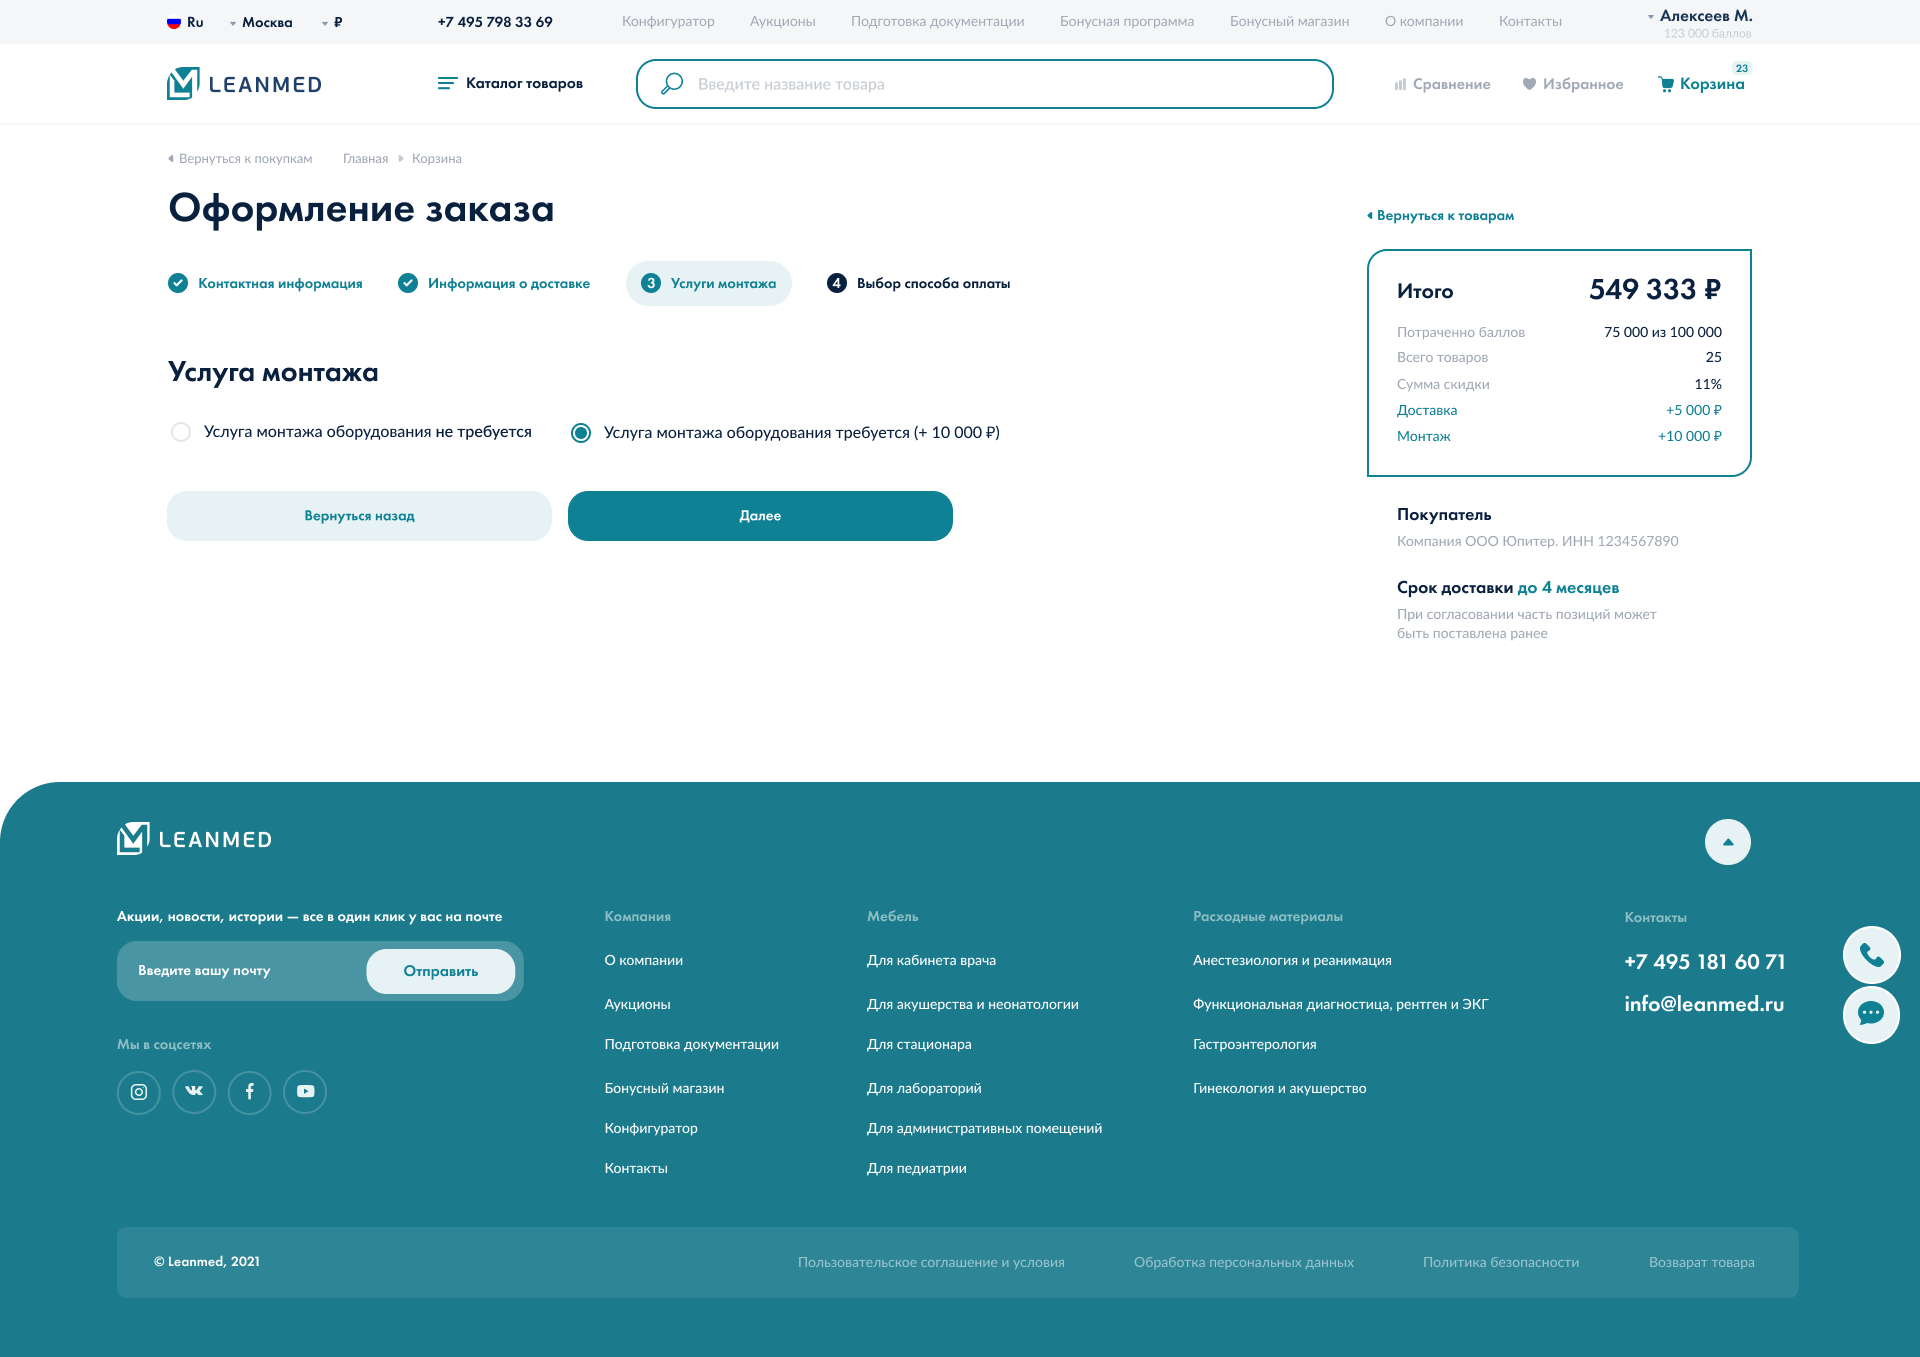 Ru
Москва
₽
+7 495 798 33 69
Конфигуратор
Аукционы
Подготовка документации
Бонусная программа
Бонусный магазин
О компании
Контакты
Алексеев М.
123 000 баллов
LEANMED
Каталог товаров
Введите название товара
Сравнение
Избранное
Корзина
23
Вернуться к покупкам
Главная
Корзина
Оформление заказа
Вернуться к товарам
Контактная информация
Информация о доставке
3 Услуги монтажа
4 Выбор способа оплаты
Итого
549 333 ₽
Потраченно баллов
75 000 из 100 000
Всего товаров
25
Сумма скидки
11%
Доставка
+5 000 ₽
Монтаж
+10 000 ₽
Услуга монтажа
Услуга монтажа оборудования не требуется
Услуга монтажа оборудования требуется (+ 10 000 ₽)
Вернуться назад
Далее
Покупатель
Компания ООО Юпитер. ИНН 1234567890
Срок доставки до 4 месяцев
При согласовании часть позиций может
быть поставлена ранее
LEANMED
Акции, новости, истории — все в один клик у вас на почте
Введите вашу почту
Отправить
Мы в соцсетях
Компания
О компании
Аукционы
Подготовка документации
Бонусный магазин
Конфигуратор
Контакты
Мебель
Для кабинета врача
Для акушерства и неонатологии
Для стационара
Для лабораторий
Для административных помещений
Для педиатрии
Расходные материалы
Анестезиология и реанимация
Функциональная диагностица, рентген и ЭКГ
Гастроэнтерология
Гинекология и акушерство
Контакты
+7 495 181 60 71
info@leanmed.ru
© Leanmed, 2021
Пользовательское соглашение и условия
Обработка персональных данных
Политика безопасности
Возварат товара